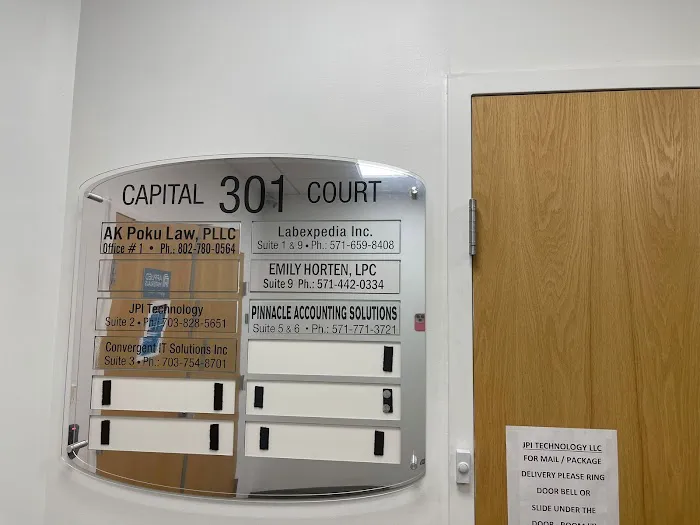 CAPITAL 301 COURT
AK Poku Law, PLLC
Office # 1 • Ph.: 802-780-0564
JPI Technology
Suite 2 • Ph.: 703-828-5651
Convergent IT Solutions Inc
Suite 3 • Ph.: 703-754-8701
Labexpedia Inc.
Suite 1 & 9 • Ph.: 571-659-8408
EMILY HORTEN, LPC
Suite 9 Ph.: 571-442-0334
PINNACLE ACCOUNTING SOLUTIONS
Suite 5 & 6 • Ph.: 571-771-3721
JPI TECHNOLOGY LLC
FOR MAIL / PACKAGE
DELIVERY PLEASE RING
DOOR BELL OR
SLIDE UNDER THE
DOOR - ROOM